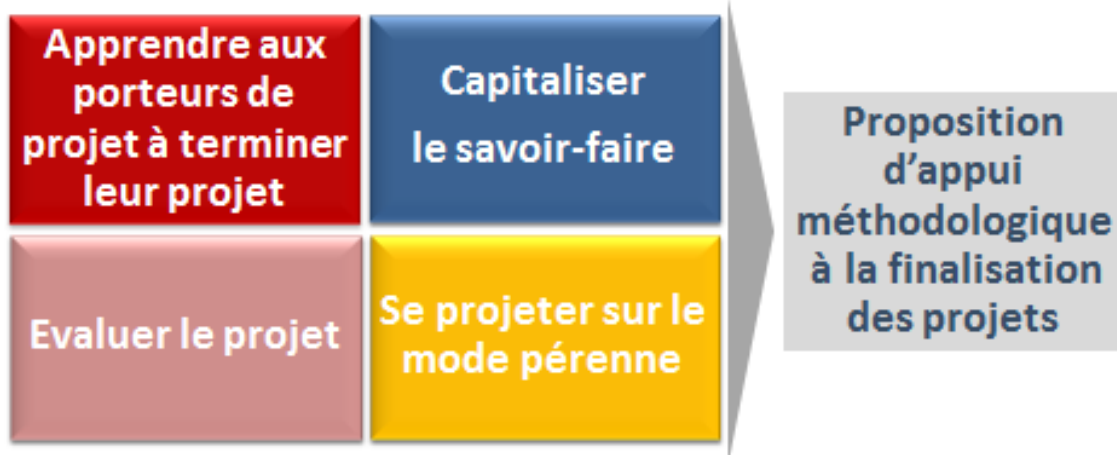 Apprendre aux
porteurs de
projet à terminer
leur projet
Capitaliser
le savoir-faire
Evaluer le projet
Se projeter sur le
mode pérenne
Proposition
d’appui
méthodologique
à la finalisation
des projets